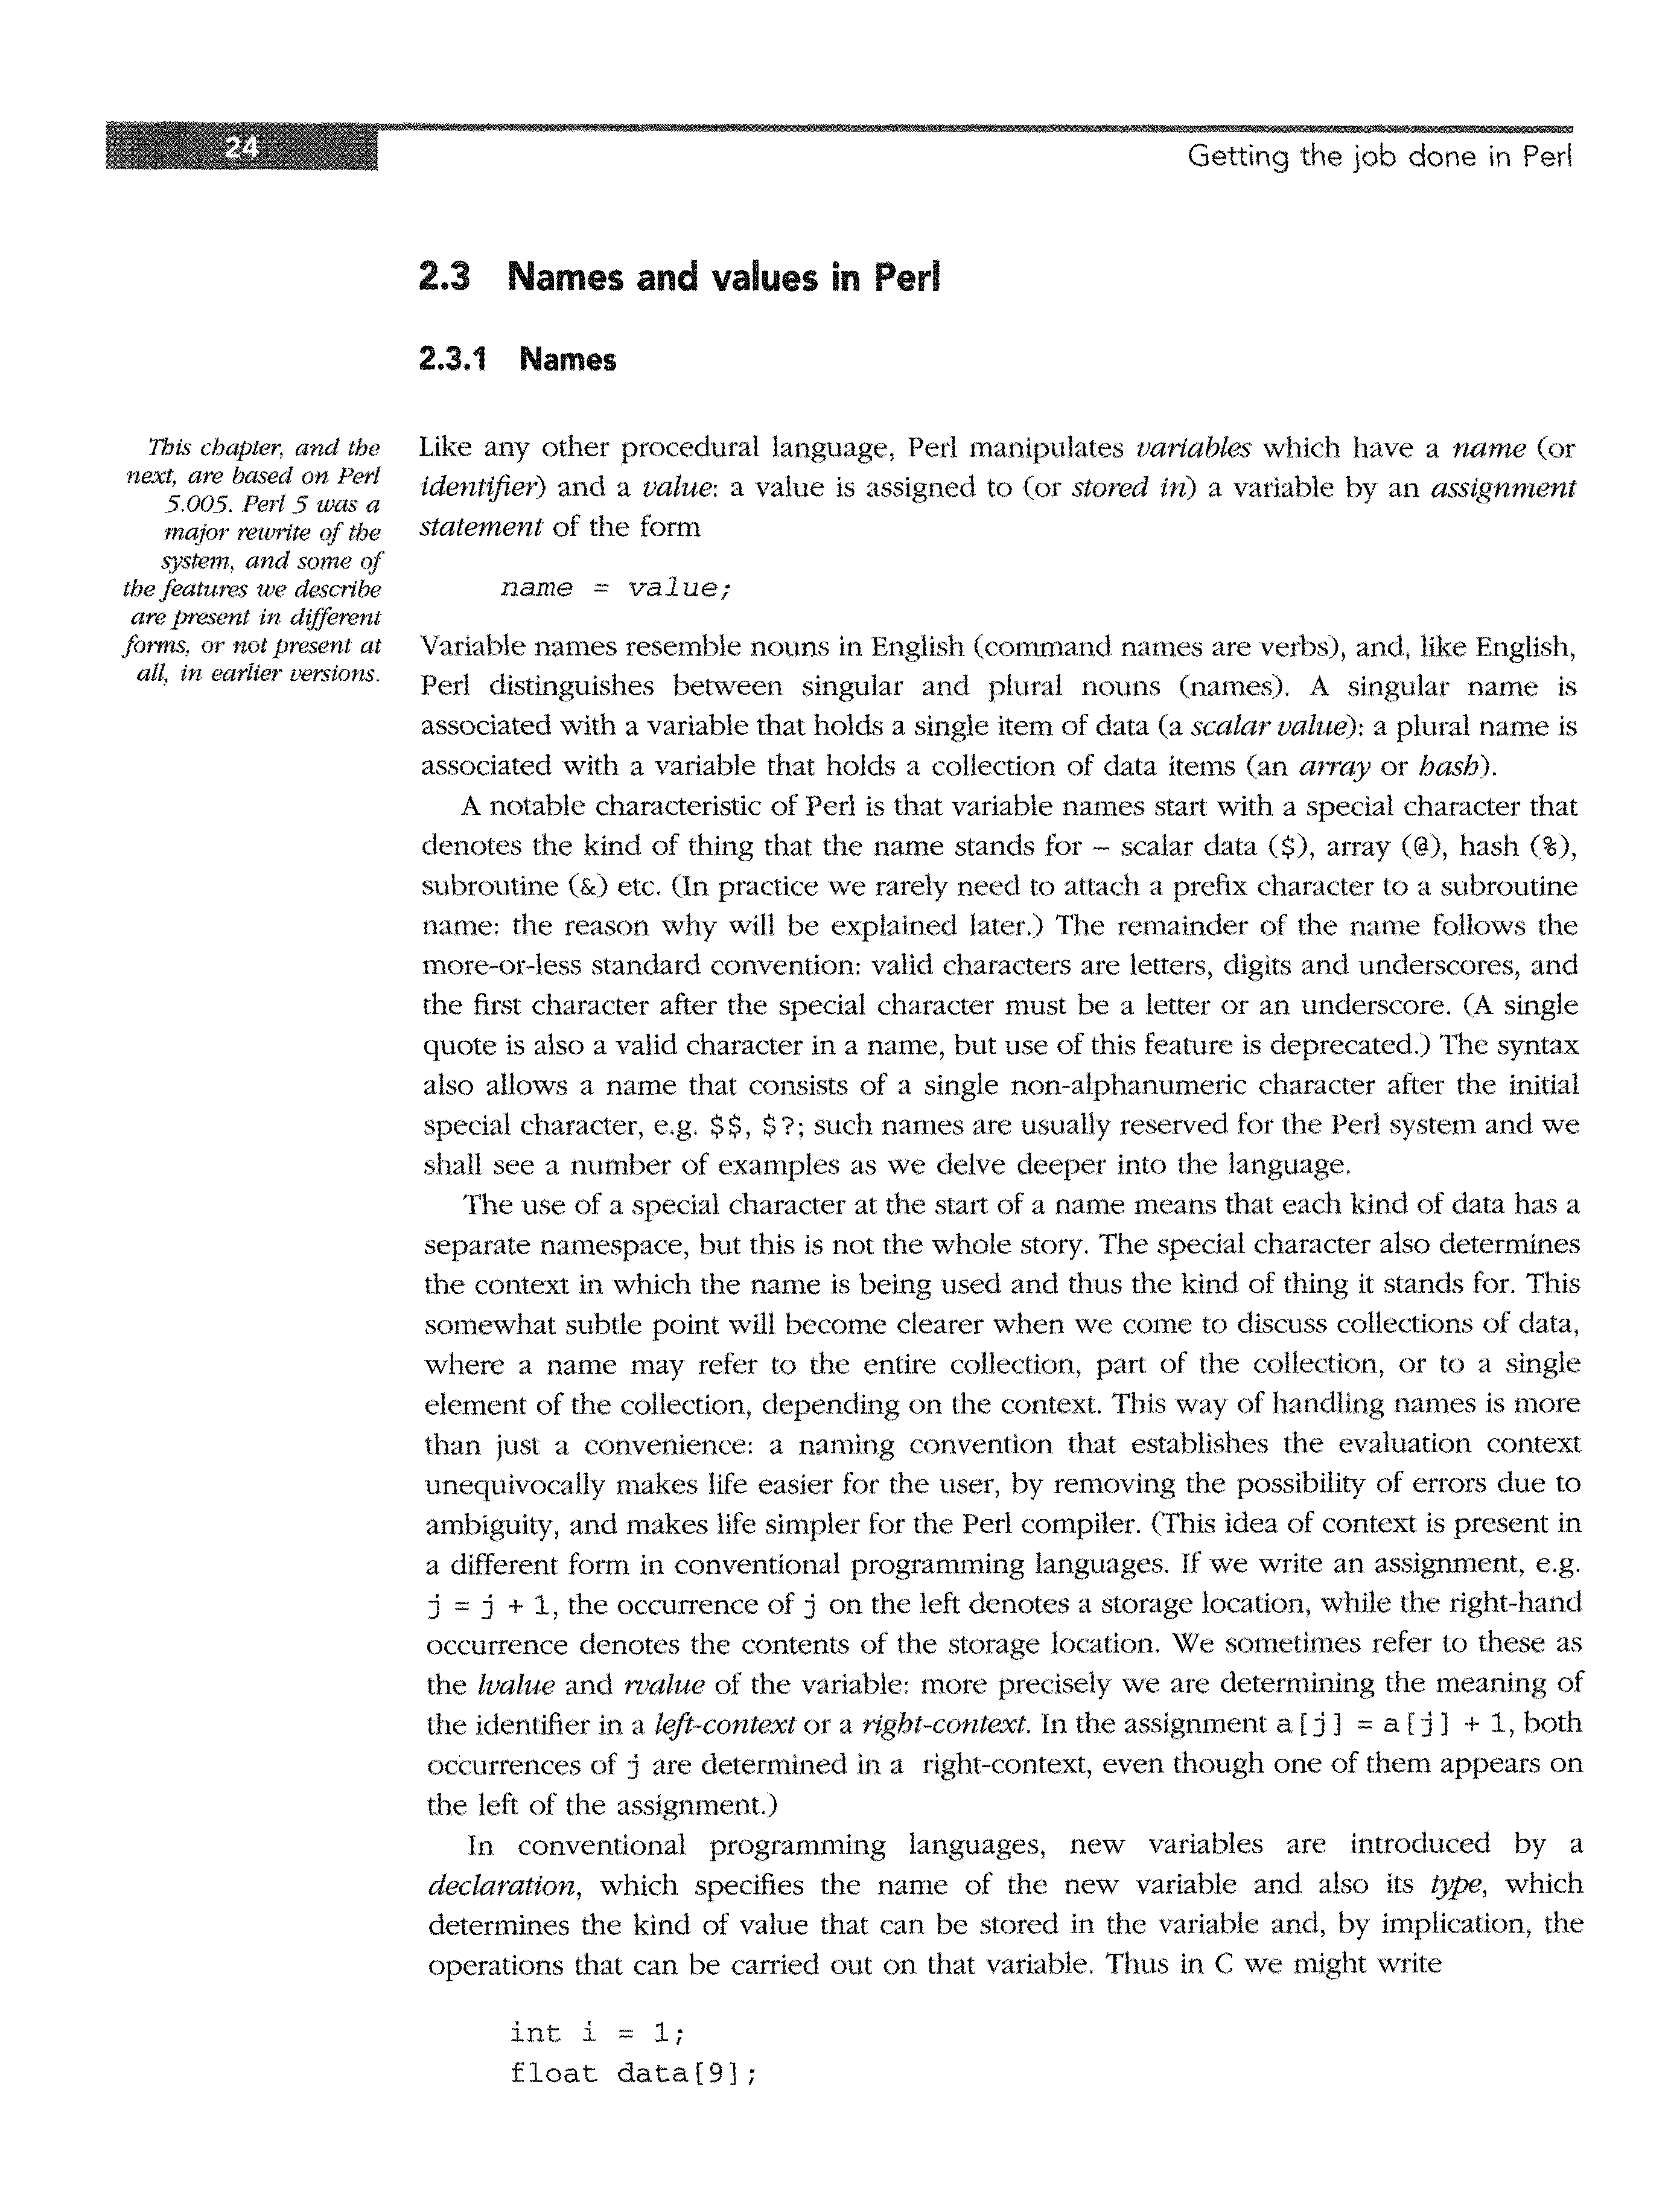 24
Getting the job done in Perl
2.3 Names and values in Perl
2.3.1 Names
This chapter, and the
next, are based on Perl
5.005. Perl 5 was a
major rewrite of the
system, and some of
the features we describe
are present in different
forms, or not present at
all, in earlier versions.
Like any other procedural language, Perl manipulates variables which have a name (or
identifier) and a value: a value is assigned to (or stored in) a variable by an assignment
statement of the form
name = value;
Variable names resemble nouns in English (command names are verbs), and, like English,
Perl distinguishes between singular and plural nouns (names). A singular name is
associated with a variable that holds a single item of data (a scalar value): a plural name is
associated with a variable that holds a collection of data items (an array or hash).
A notable characteristic of Perl is that variable names start with a special character that
denotes the kind of thing that the name stands for – scalar data ($), array (@), hash (%),
subroutine (&) etc. (In practice we rarely need to attach a prefix character to a subroutine
name: the reason why will be explained later.) The remainder of the name follows the
more-or-less standard convention: valid characters are letters, digits and underscores, and
the first character after the special character must be a letter or an underscore. (A single
quote is also a valid character in a name, but use of this feature is deprecated.) The syntax
also allows a name that consists of a single non-alphanumeric character after the initial
special character, e.g. $$, $?; such names are usually reserved for the Perl system and we
shall see a number of examples as we delve deeper into the language.
The use of a special character at the start of a name means that each kind of data has a
separate namespace, but this is not the whole story. The special character also determines
the context in which the name is being used and thus the kind of thing it stands for. This
somewhat subtle point will become clearer when we come to discuss collections of data,
where a name may refer to the entire collection, part of the collection, or to a single
element of the collection, depending on the context. This way of handling names is more
than just a convenience: a naming convention that establishes the evaluation context
unequivocally makes life easier for the user, by removing the possibility of errors due to
ambiguity, and makes life simpler for the Perl compiler. (This idea of context is present in
a different form in conventional programming languages. If we write an assignment, e.g.
j = j + 1, the occurrence of j on the left denotes a storage location, while the right-hand
occurrence denotes the contents of the storage location. We sometimes refer to these as
the lvalue and rvalue of the variable: more precisely we are determining the meaning of
the identifier in a left-context or a right-context. In the assignment a[j] = a[j] + 1, both
occurrences of j are determined in a right-context, even though one of them appears on
the left of the assignment.)
In conventional programming languages, new variables are introduced by a
declaration, which specifies the name of the new variable and also its type, which
determines the kind of value that can be stored in the variable and, by implication, the
operations that can be carried out on that variable. Thus in C we might write
int i = 1;
float data[9];